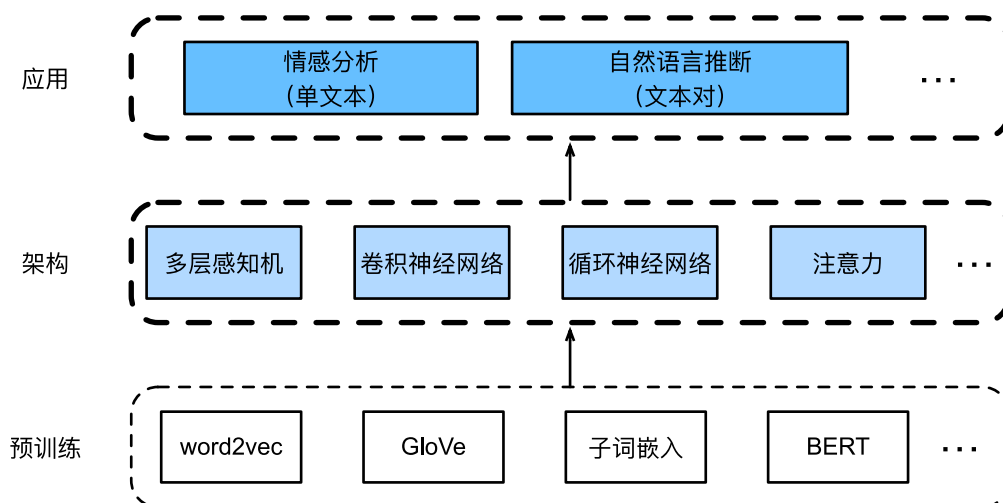 应用
情感分析
（单文本）
自然语言推断
（文本对）
...
架构
多层感知机
卷积神经网络
循环神经网络
注意力
...
预训练
word2vec
GloVe
子词嵌入
BERT
...